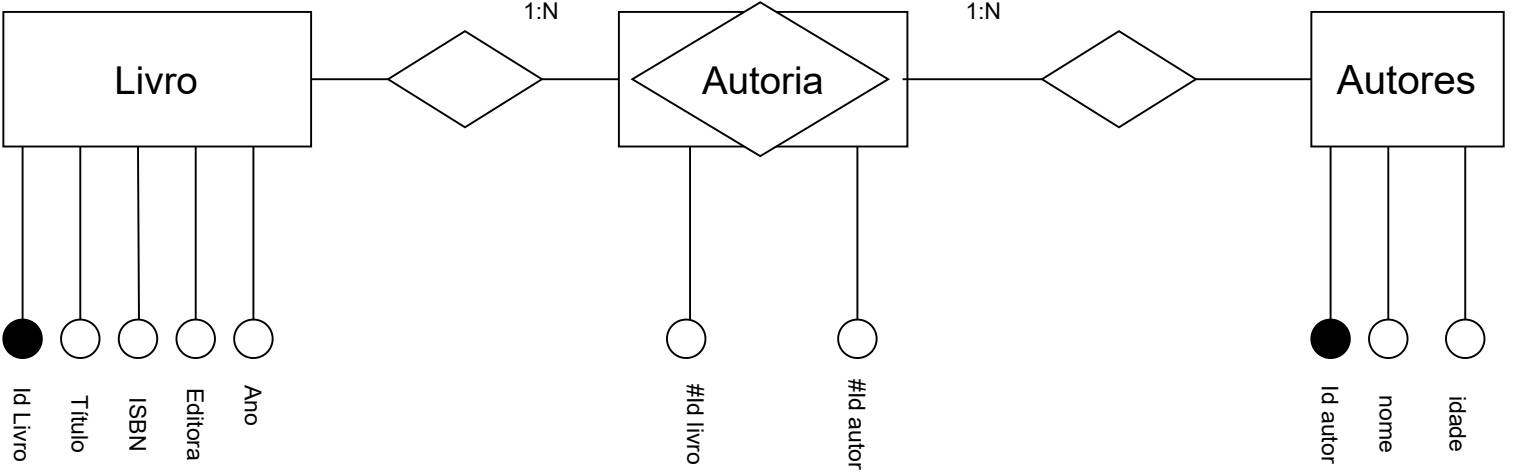 1:N
1:N
Livro
Autoria
Autores
Id Livro
Título
ISBN
Editora
Ano
#Id livro
#Id autor
Id autor
nome
idade